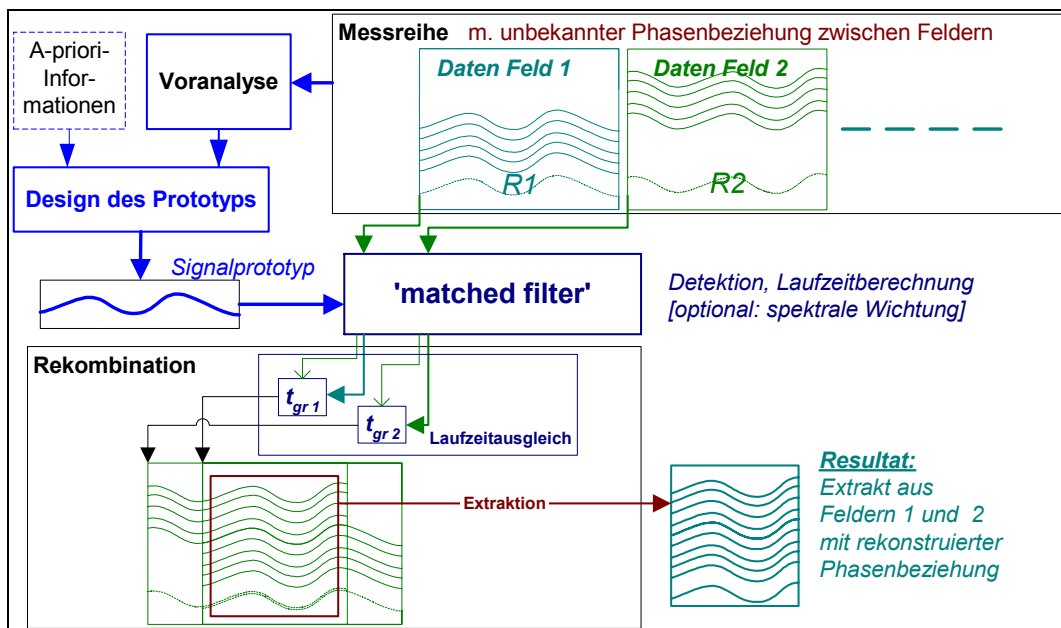 A-priori-
Infor-
mationen
Voranalyse
Messreihe m. unbekannter Phasenbeziehung zwischen Feldern
Daten Feld 1
Daten Feld 2
R1
R2
Design des Prototyps
Signalprototyp
'matched filter'
Detektion, Laufzeitberechnung
[optional: spektrale Wichtung]
Rekombination
t gr 1
t gr 2
Laufzeitausgleich
Extraktion
Resultat:
Extrakt aus
Feldern 1 und 2
mit rekonstruierter
Phasenbeziehung